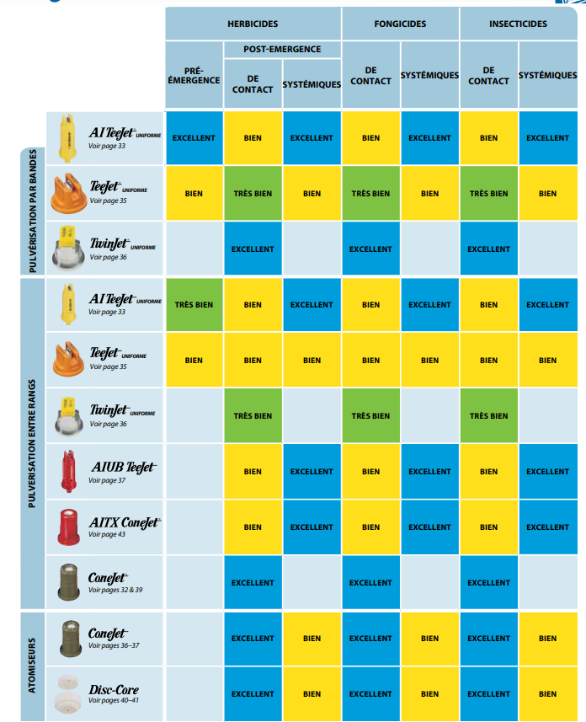 HERBICIDES FONGICIDES INSECTICIDES
POST-EMERGENCE
PRÉ-
ÉMERGENCE
DE
CONTACT
SYSTÉMIQUES
DE
CONTACT
SYSTÉMIQUES
DE
CONTACT
SYSTÉMIQUES
PULVÉRISATION PAR BANDES
AI TeeJet UNIFORME
Voir page 33
EXCELLENT BIEN EXCELLENT BIEN EXCELLENT BIEN EXCELLENT
TeeJet UNIFORME
Voir page 35
BIEN TRÈS BIEN BIEN TRÈS BIEN BIEN TRÈS BIEN BIEN
TwinJet UNIFORME
Voir page 36
EXCELLENT EXCELLENT EXCELLENT
PULVERISATION ENTRE RANGS
AI TeeJet UNIFORME
Voir page 33
TRÈS BIEN BIEN EXCELLENT BIEN EXCELLENT BIEN EXCELLENT
TeeJet UNIFORME
Voir page 35
BIEN BIEN BIEN BIEN BIEN BIEN BIEN
TwinJet UNIFORME
Voir page 36
TRÈS BIEN TRÈS BIEN TRÈS BIEN
AIUB TeeJet
Voir page 37
BIEN EXCELLENT BIEN EXCELLENT BIEN EXCELLENT
AITX ConeJet
Voir page 43
BIEN EXCELLENT BIEN EXCELLENT BIEN EXCELLENT
ConeJet
Voir pages 32 & 39
EXCELLENT EXCELLENT EXCELLENT
ATOMISEURS
ConeJet
Voir pages 36–37
EXCELLENT BIEN EXCELLENT BIEN EXCELLENT BIEN
Disc-Core
Voir pages 40–41
EXCELLENT BIEN EXCELLENT BIEN EXCELLENT BIEN